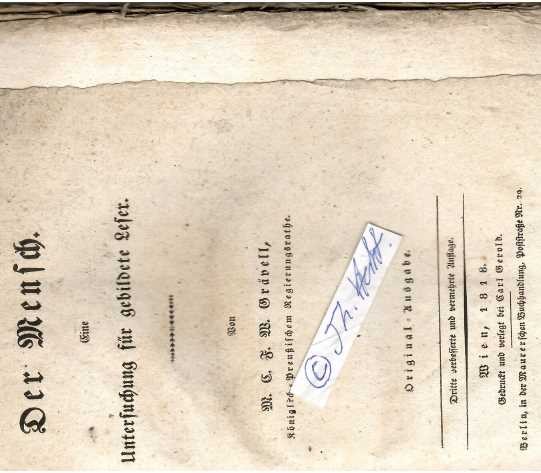 Der Mensch.
Eine
Untersuchung für gebildete Leser.
Von
M. C. F. W. Grävell,
Königlich-Preußischem Regierungsrathe.
© Th.
Original-Ausgabe.
Dritte verbesserte und vermehrte Auflage.
Wien, 1818.
Gedruckt und verlegt bei Carl Gerold.
Berlin, in der Maurerschen Buchhandlung, Poststraße Nr. 29.